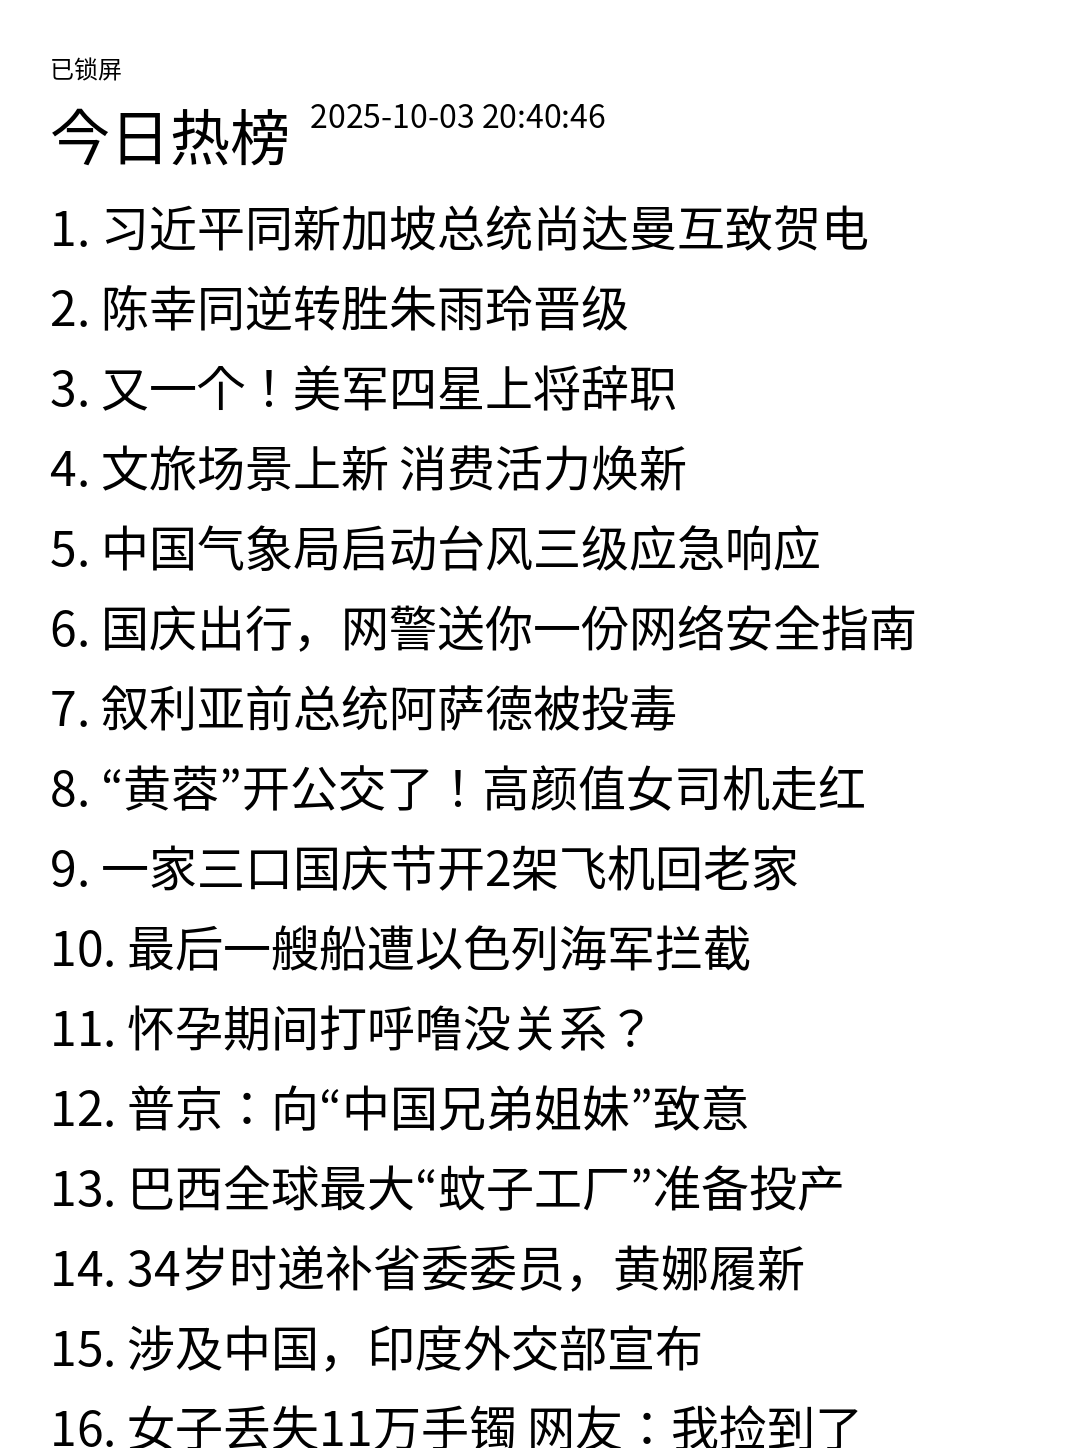 已锁屏
今日热榜 2025-10-03 20:40:46
1. 习近平同新加坡总统尚达曼互致贺电
2. 陈幸同逆转胜朱雨玲晋级
3. 又一个！美军四星上将辞职
4. 文旅场景上新 消费活力焕新
5. 中国气象局启动台风三级应急响应
6. 国庆出行，网警送你一份网络安全指南
7. 叙利亚前总统阿萨德被投毒
8. “黄蓉”开公交了！高颜值女司机走红
9. 一家三口国庆节开2架飞机回老家
10. 最后一艘船遭以色列海军拦截
11. 怀孕期间打呼噜没关系？
12. 普京：向“中国兄弟姐妹”致意
13. 巴西全球最大“蚊子工厂”准备投产
14. 34岁时递补省委委员，黄娜履新
15. 涉及中国，印度外交部宣布
16. 女子丢失11万手镯 网友：我捡到了